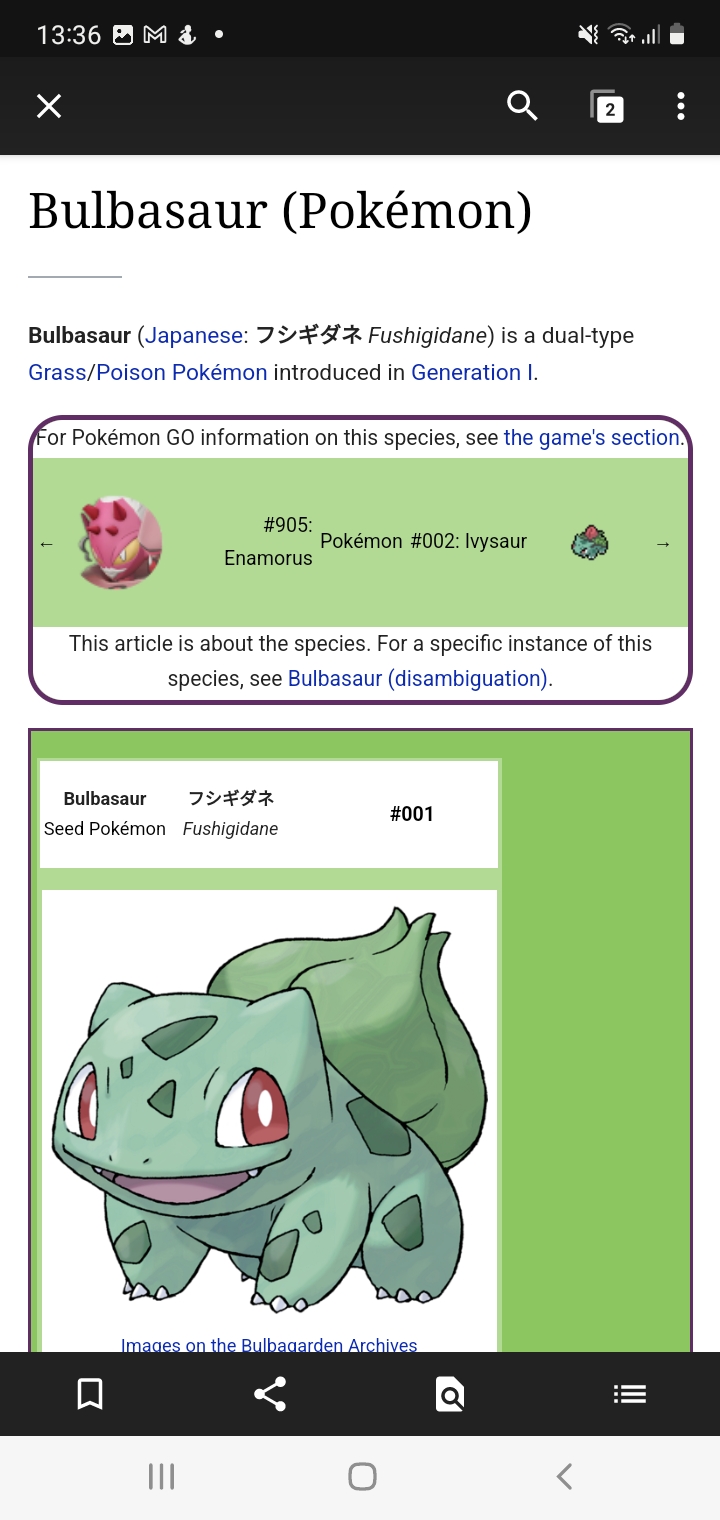 13:36
2
Bulbasaur (Pokémon)
Bulbasaur (Japanese: フシギダネ Fushigidane) is a dual-type
Grass/Poison Pokémon introduced in Generation I.
For Pokémon GO information on this species, see the game's section.
← #905: Enamorus Pokémon #002: Ivysaur →
This article is about the species. For a specific instance of this
species, see Bulbasaur (disambiguation).
Bulbasaur フシギダネ #001
Seed Pokémon Fushigidane
Images on the Bulbagarden Archives